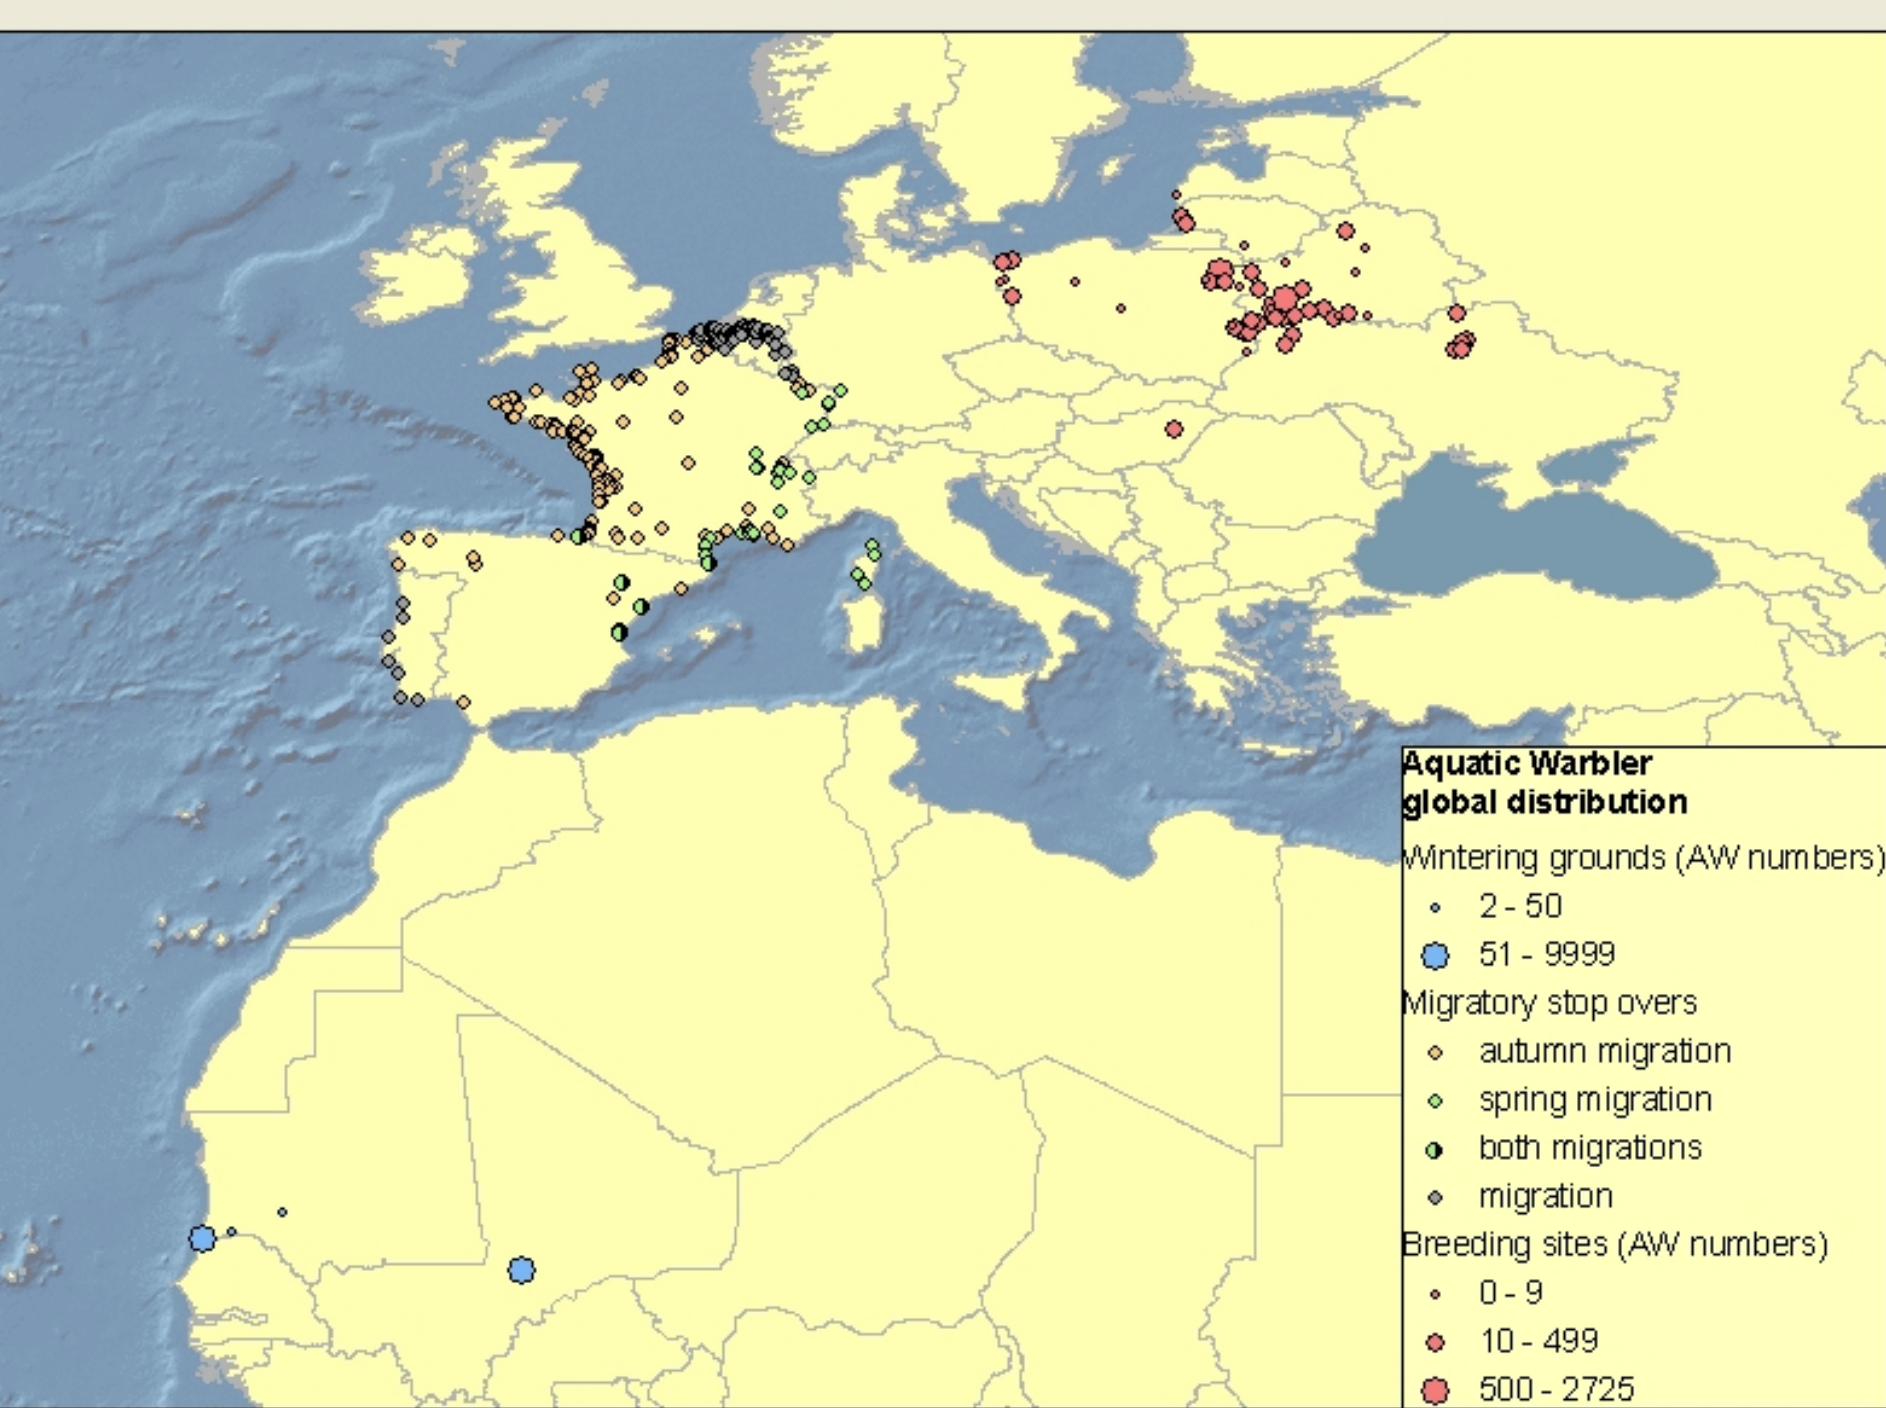 Aquatic Warbler
global distribution
Wintering grounds (AW numbers)
2 - 50
51 - 9999
Migratory stop overs
autumn migration
spring migration
both migrations
migration
Breeding sites (AW numbers)
0 - 9
10 - 499
500 - 2725